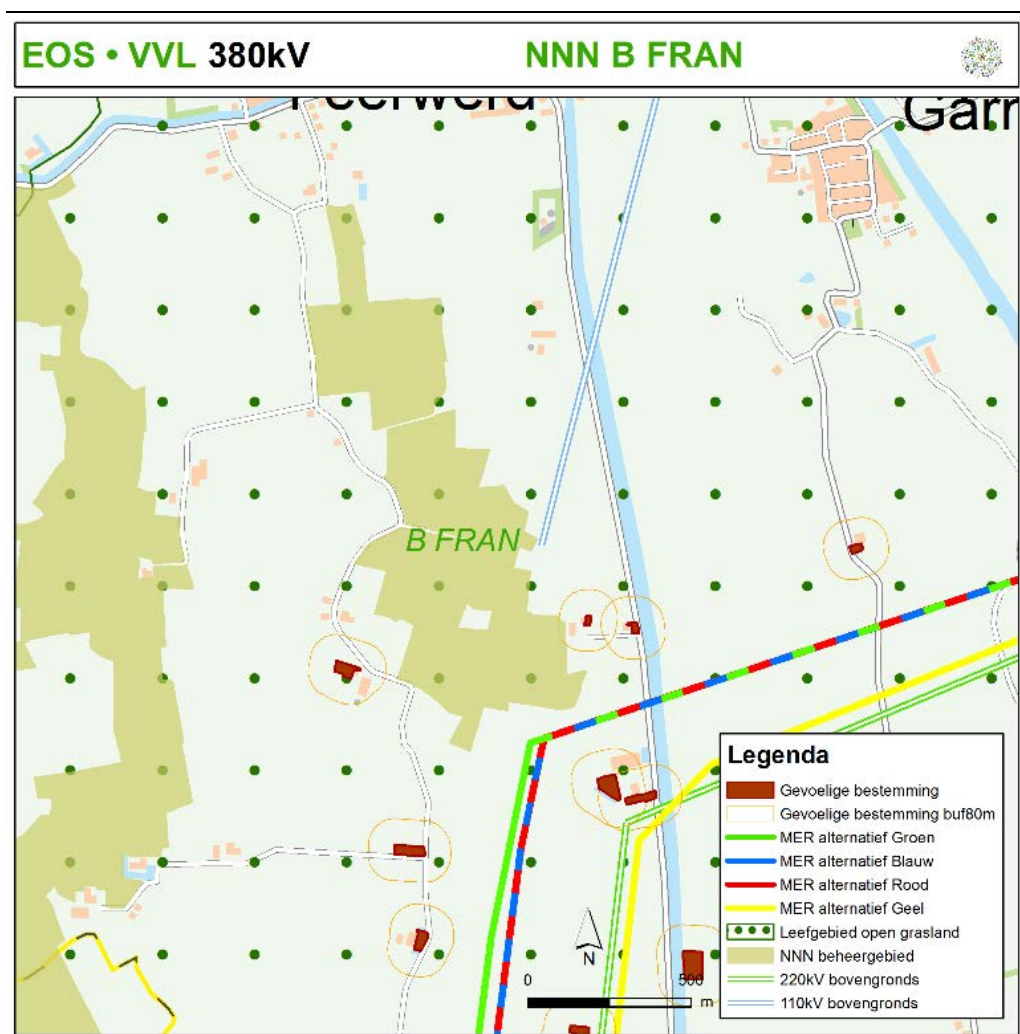 EOS • VVL 380kV NNN B FRAN
Garr
B FRAN
Legenda
Gevoelige bestemming
Gevoelige bestemming buf80m
MER alternatief Groen
MER alternatief Blauw
MER alternatief Rood
MER alternatief Geel
Leefgebied open grasland
NNN beheergebied
220kV bovengronds
110kV bovengronds
N
0 500
m